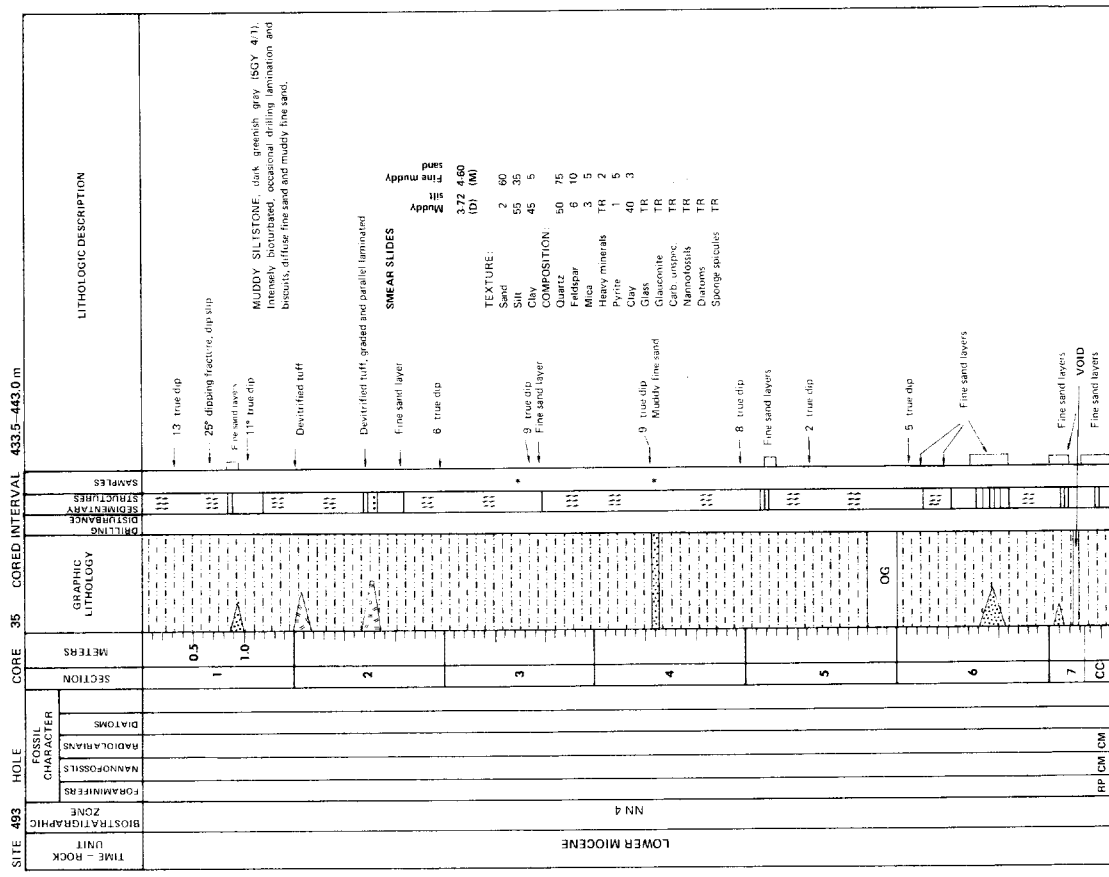 SITE 493 HOLE CORE 35 CORED INTERVAL 433.5–443.0 m
TIME – ROCK UNIT
BIOSTRATIGRAPHIC ZONE
FOSSIL CHARACTER
FORAMINIFERS
NANNOFOSSILS
RADIOLARIANS
DIATOMS
SECTION
METERS
GRAPHIC LITHOLOGY
DRILLING DISTURBANCE
SEDIMENTARY STRUCTURES
SAMPLES
LITHOLOGIC DESCRIPTION
LOWER MIOCENE
NN 4
RP
CM
CM
1
0.5
1.0
2
3
4
5
6
7
CC
OG
*
*
13 true dip
25° dipping fracture, dip slip
Fine sand layers
11° true dip
Devitrified tuff
Devitrified tuff, graded and parallel laminated
Fine sand layer
6 true dip
9 true dip
Fine sand layer
9 true dip
Muddy fine sand
8 true dip
Fine sand layers
2 true dip
5 true dip
Fine sand layers
Fine sand layers
VOID
Fine sand layers
MUDDY SILTSTONE, dark greenish gray (5GY 4/1).
Intensely bioturbated, occasional drilling lamination and
biscuits, diffuse fine sand and muddy fine sand.
SMEAR SLIDES
Muddy silt
Fine muddy sand
3-72 4-60
(D) (M)
TEXTURE:
Sand 2 60
Silt 55 35
Clay 45 5
COMPOSITION:
Quartz 50 75
Feldspar 6 10
Mica 3 5
Heavy minerals TR 2
Pyrite 1 5
Clay 40 3
Glass TR
Glauconite TR
Carb. unspec. TR
Nannofossils TR
Diatoms TR
Sponge spicules TR